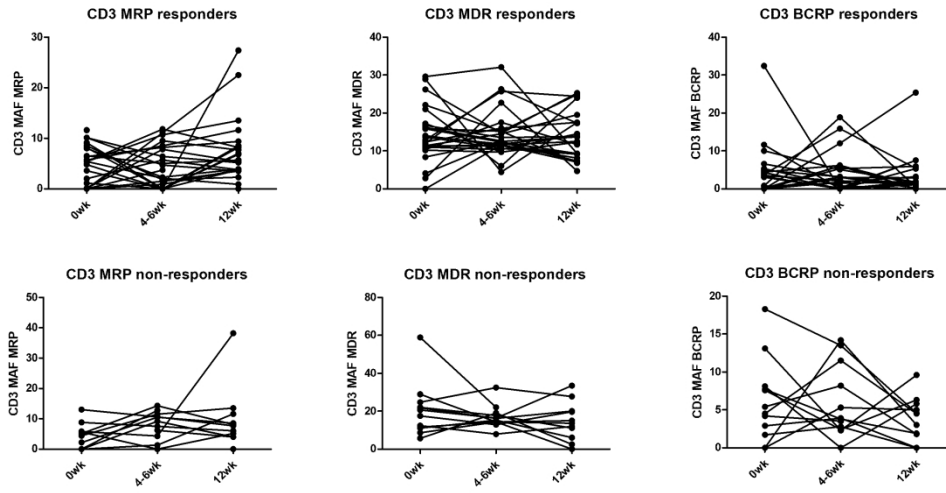 CD3 MRP responders
CD3 MAF MRP
30
20
10
0
0wk
4-6wk
12wk
CD3 MDR responders
CD3 MAF MDR
40
30
20
10
0
0wk
4-6wk
12wk
CD3 BCRP responders
CD3 MAF BCRP
40
30
20
10
0
0wk
4-6wk
12wk
CD3 MRP non-responders
CD3 MAF MRP
50
40
30
20
10
0
0wk
4-6wk
12wk
CD3 MDR non-responders
CD3 MAF MDR
80
60
40
20
0
0wk
4-6wk
12wk
CD3 BCRP non-responders
CD3 MAF BCRP
20
15
10
5
0
0wk
4-6wk
12wk